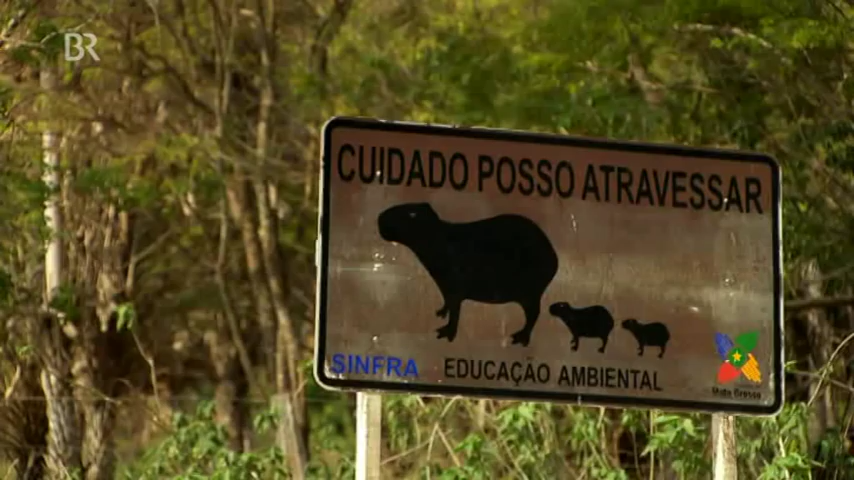 BR
CUIDADO POSSO ATRAVESSAR
SINFRA EDUCAÇÃO AMBIENTAL
Mato Grosso